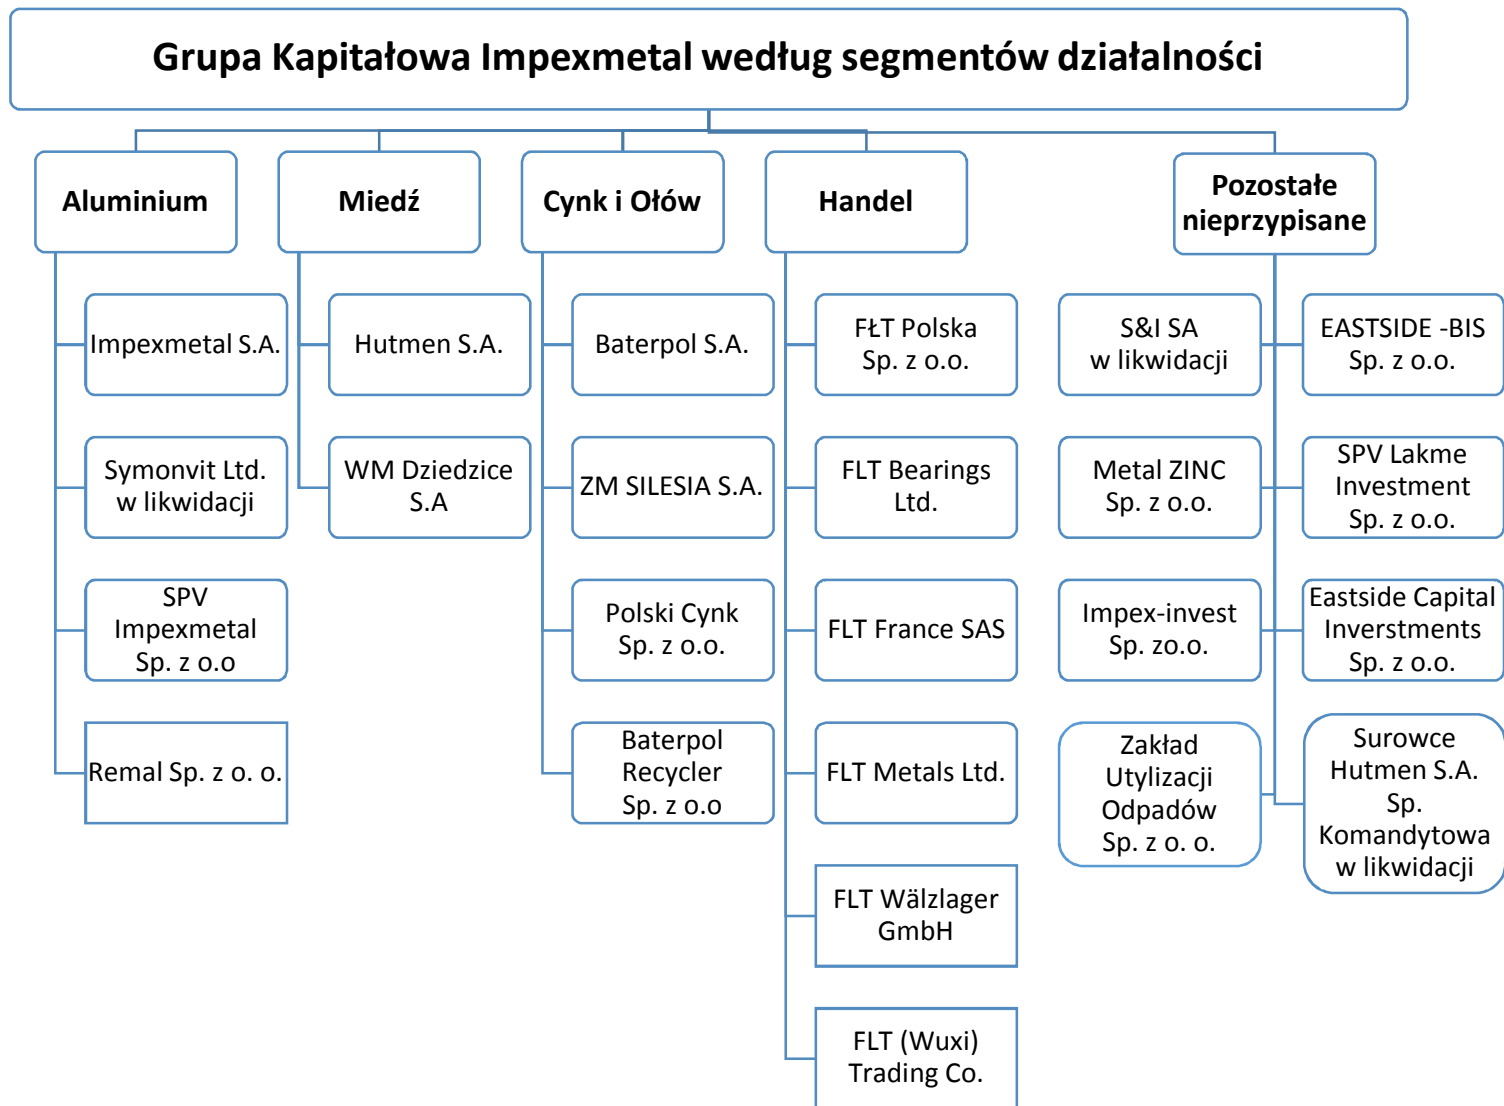 Grupa Kapitałowa Impexmetal według segmentów działalności
Aluminium
Miedź
Cynk i Ołów
Handel
Pozostałe
nieprzypisane
Impexmetal S.A.
Symonvit Ltd.
w likwidacji
SPV
Impexmetal
Sp. z o.o
Remal Sp. z o. o.
Hutmen S.A.
WM Dziedzice
S.A
Baterpol S.A.
ZM SILESIA S.A.
Polski Cynk
Sp. z o.o.
Baterpol
Recycler
Sp. z o.o
FŁT Polska
Sp. z o.o.
FLT Bearings
Ltd.
FLT France SAS
FLT Metals Ltd.
FLT Wälzlager
GmbH
FLT (Wuxi)
Trading Co.
S&I SA
w likwidacji
Metal ZINC
Sp. z o.o.
Impex-invest
Sp. zo.o.
Zakład
Utylizacji
Odpadów
Sp. z o. o.
EASTSIDE -BIS
Sp. z o.o.
SPV Lakme
Investment
Sp. z o.o.
Eastside Capital
Inverstments
Sp. z o.o.
Surowce
Hutmen S.A.
Sp.
Komandytowa
w likwidacji